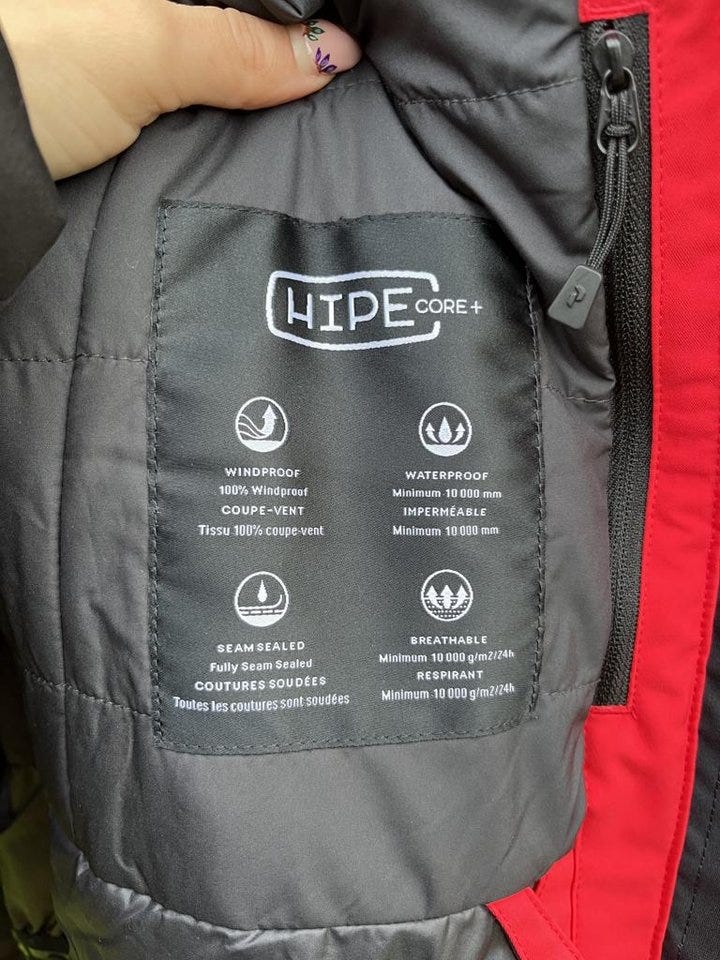 HIPE CORE+
WINDPROOF
100% Windproof
COUPE-VENT
Tissu 100% coupe-vent
WATERPROOF
Minimum 10 000 mm
IMPERMÉABLE
Minimum 10 000 mm
SEAM SEALED
Fully Seam Sealed
COUTURES SOUDÉES
Toutes les coutures sont soudées
BREATHABLE
Minimum 10 000 g/m2/24h
RESPIRANT
Minimum 10 000 g/m2/24h